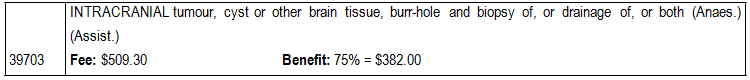 INTRACRANIAL tumour, cyst or other brain tissue, burr-hole and biopsy of, or drainage of, or both (Anaes.)
(Assist.)
39703 Fee: $509.30 Benefit: 75% = $382.00